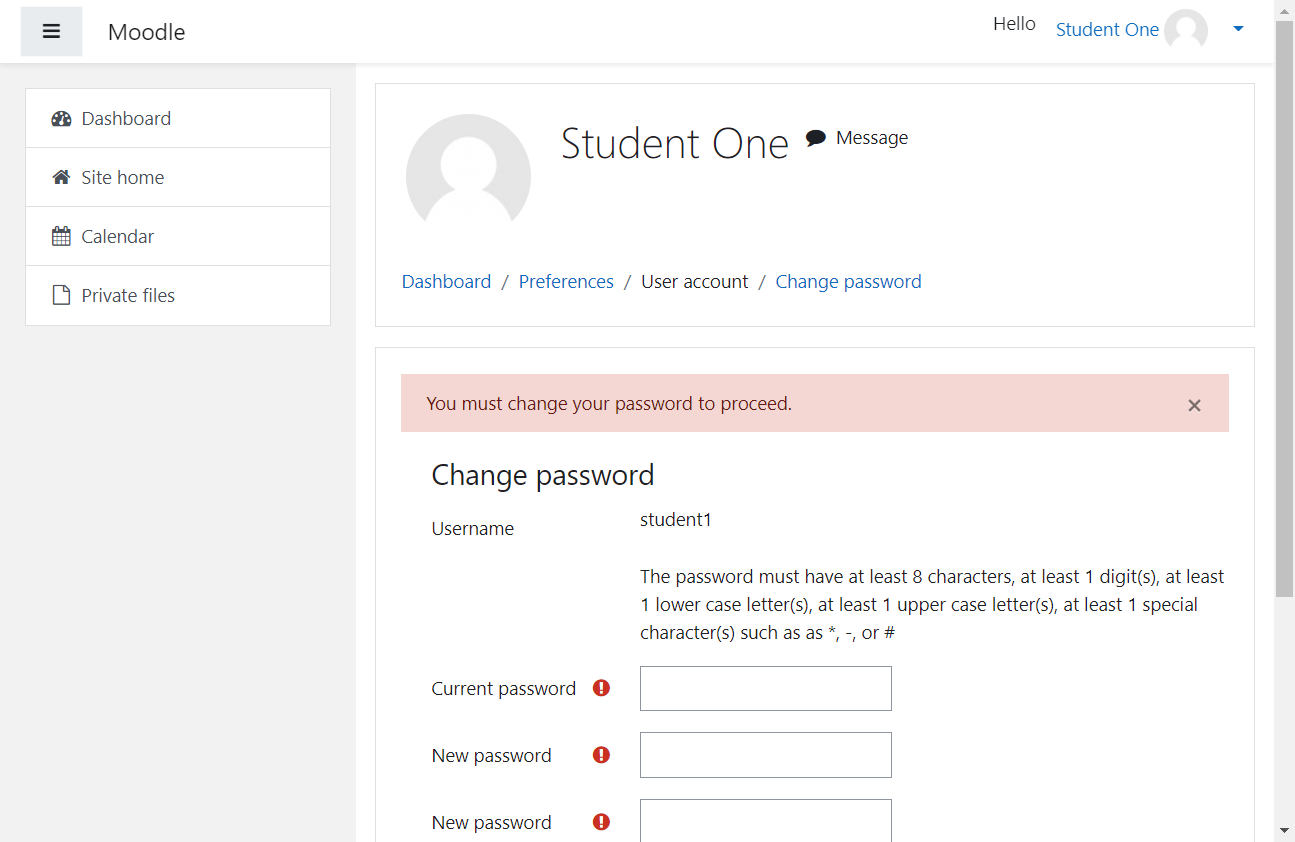 Moodle
Hello
Student One
Dashboard
Site home
Calendar
Private files
Student One
Message
Dashboard / Preferences / User account / Change password
You must change your password to proceed.
×
Change password
Username
student1
The password must have at least 8 characters, at least 1 digit(s), at least
1 lower case letter(s), at least 1 upper case letter(s), at least 1 special
character(s) such as as *, -, or #
Current password
New password
New password